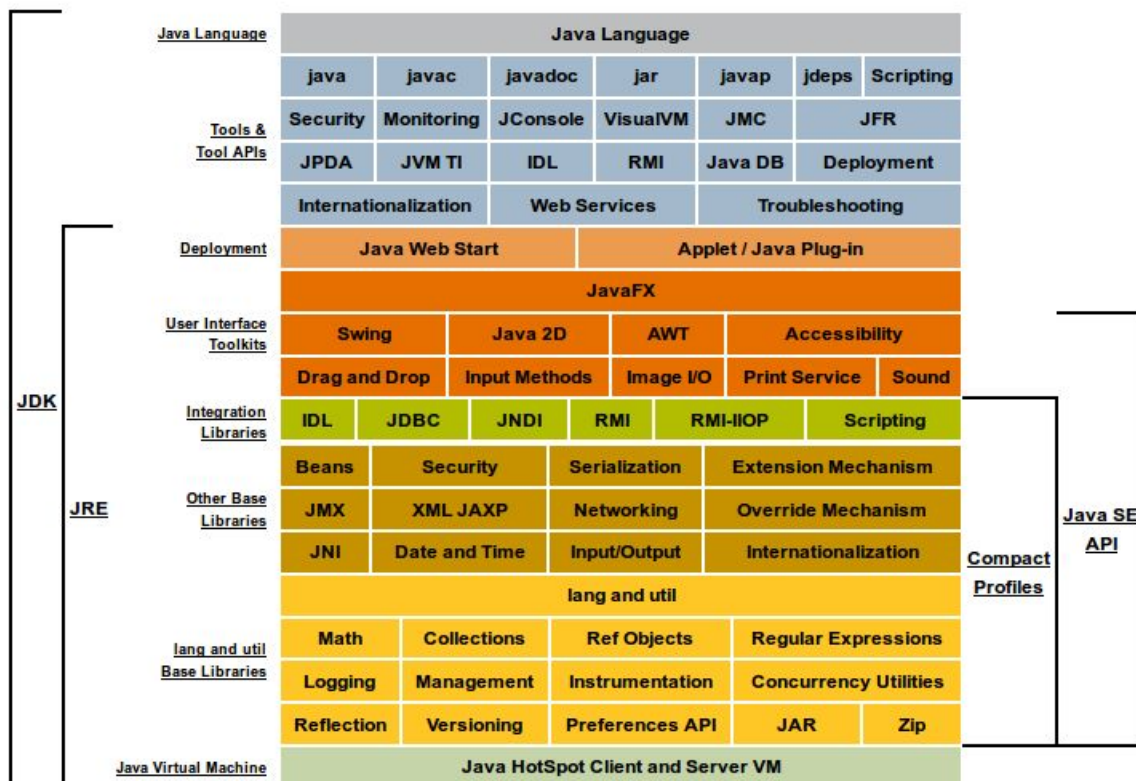 Java Language Java Language
java javac javadoc jar javap jdeps Scripting
Tools & Tool APIs
Security Monitoring JConsole VisualVM JMC JFR
JPDA JVM TI IDL RMI Java DB Deployment
Internationalization Web Services Troubleshooting
Deployment Java Web Start Applet / Java Plug-in
JavaFX
User Interface Toolkits
Swing Java 2D AWT Accessibility
Drag and Drop Input Methods Image I/O Print Service Sound
JDK
Integration Libraries
IDL JDBC JNDI RMI RMI-IIOP Scripting
Beans Security Serialization Extension Mechanism
JRE
Other Base Libraries
JMX XML JAXP Networking Override Mechanism
Java SE API
JNI Date and Time Input/Output Internationalization
Compact Profiles
lang and util
Math Collections Ref Objects Regular Expressions
lang and util Base Libraries
Logging Management Instrumentation Concurrency Utilities
Reflection Versioning Preferences API JAR Zip
Java Virtual Machine Java HotSpot Client and Server VM